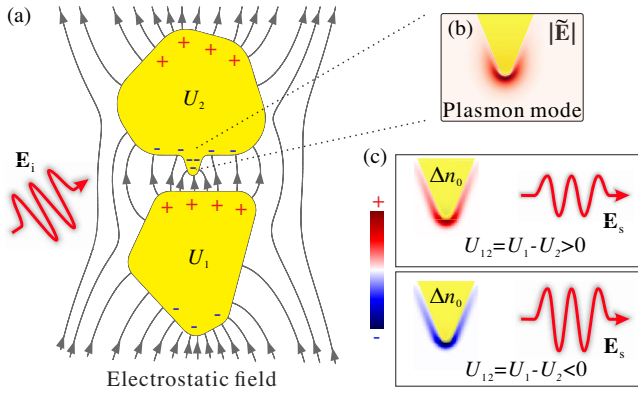 (a)
+ + + +
+
U₂
- - - -
--
-
Eᵢ
+ + + +
U₁
- -
-
Electrostatic field
(b)
|Ẽ|
Plasmon mode
(c)
+
-
Δn₀
Eₛ
U₁₂=U₁-U₂>0
Δn₀
Eₛ
U₁₂=U₁-U₂<0